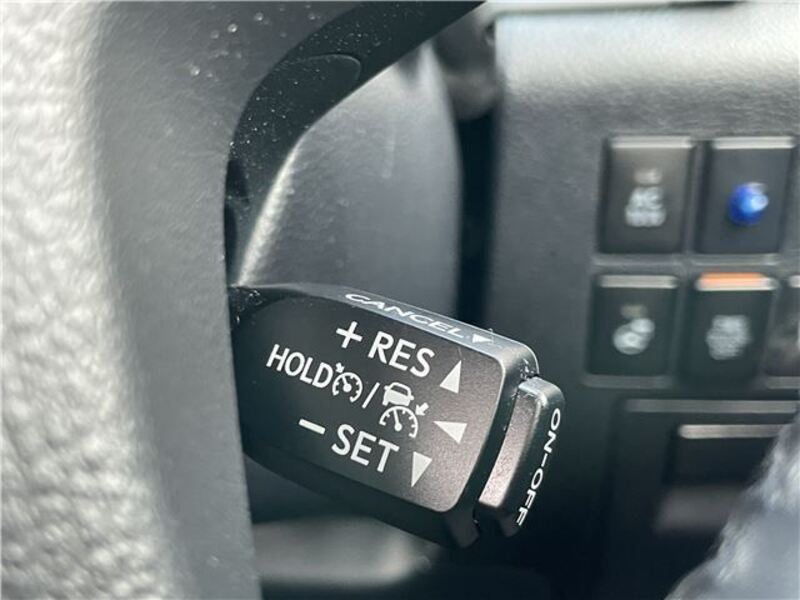 CANCEL
+ RES
HOLD /
- SET
ON-OFF